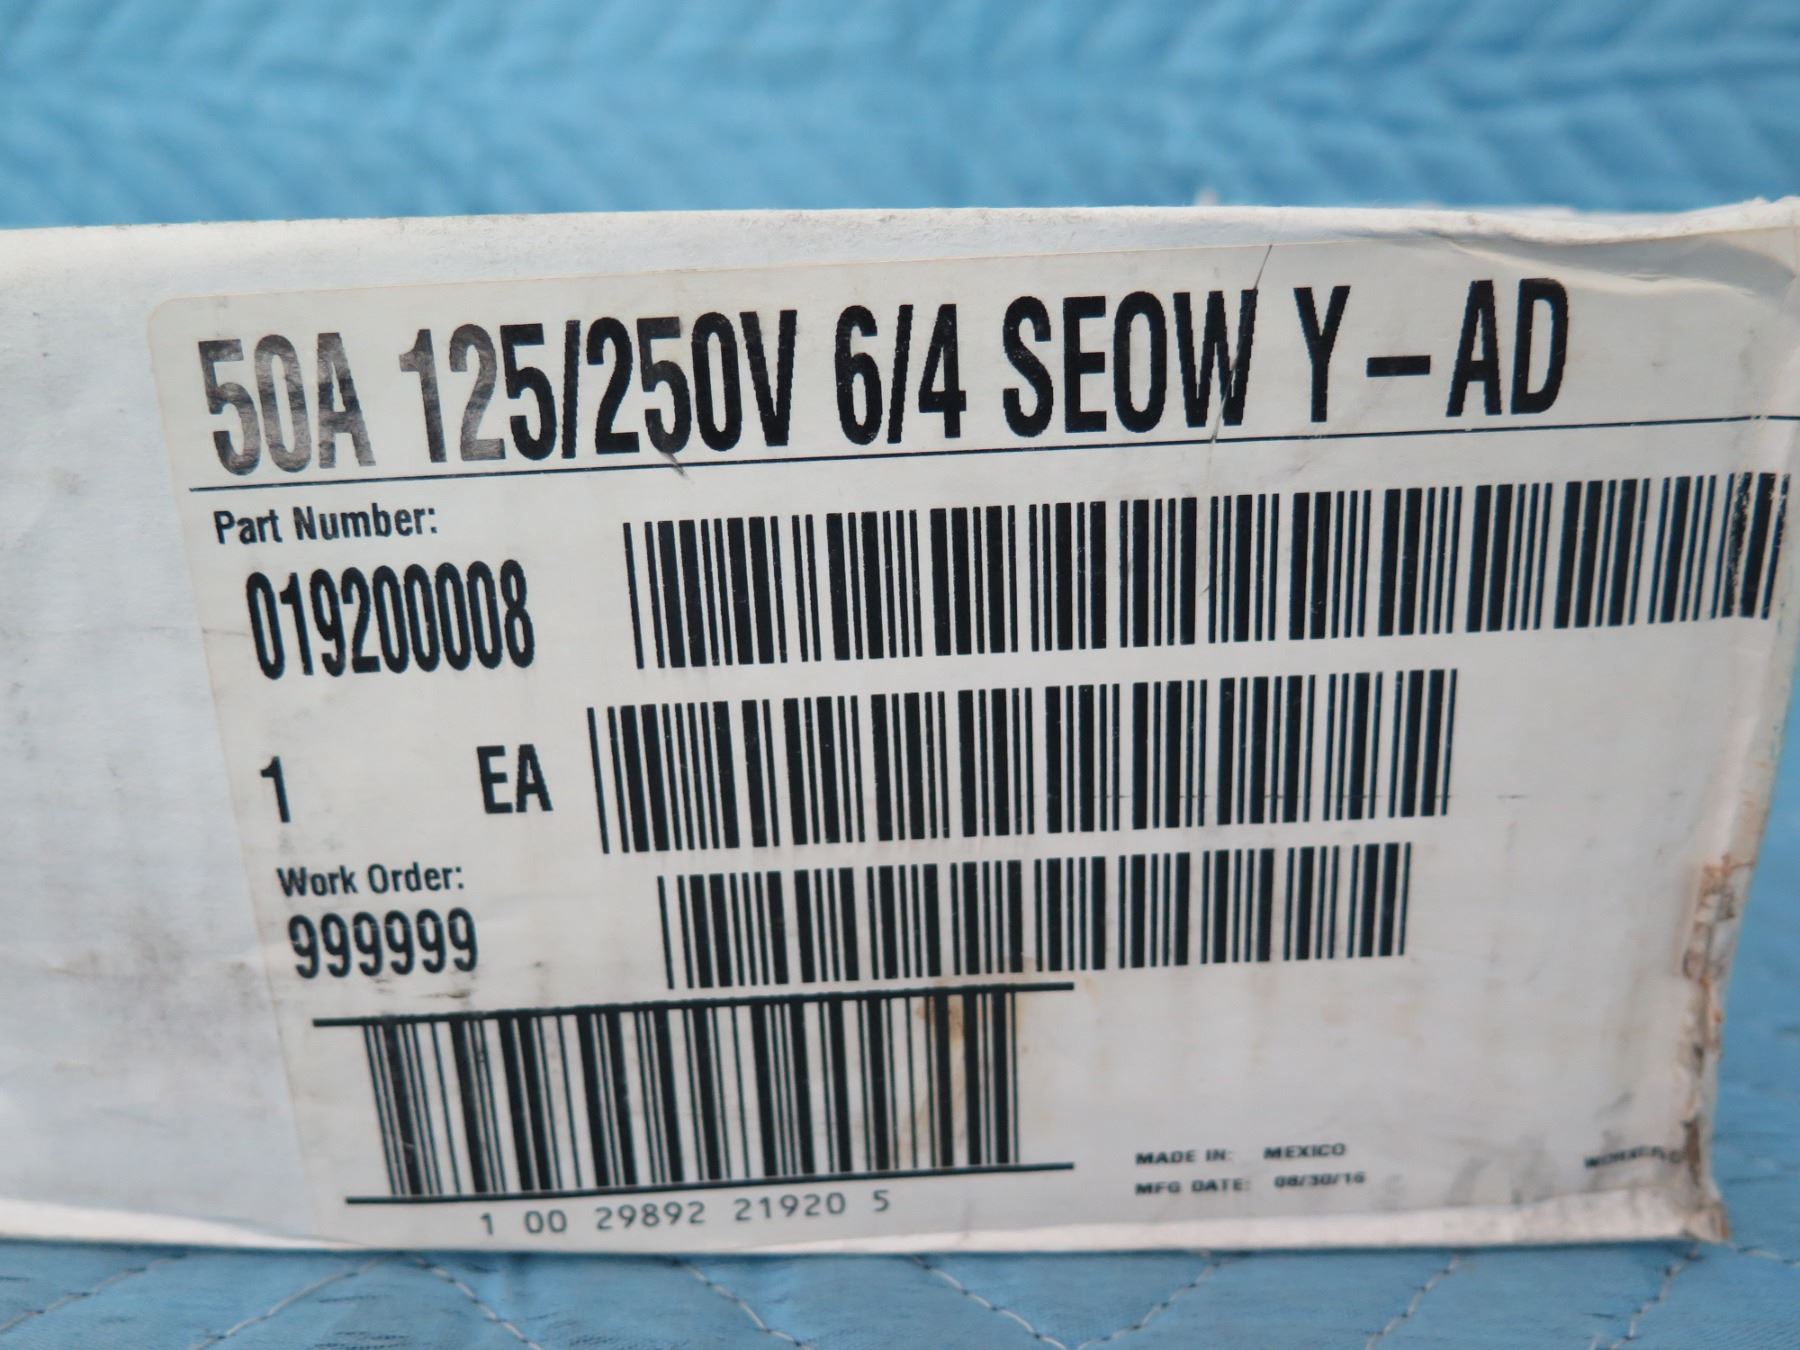 50A 125/250V 6/4 SEOW Y-AD
Part Number:
019200008
1 EA
Work Order:
999999
1 00 29892 21920 5
MADE IN: MEXICO
MFG DATE: 08/30/16